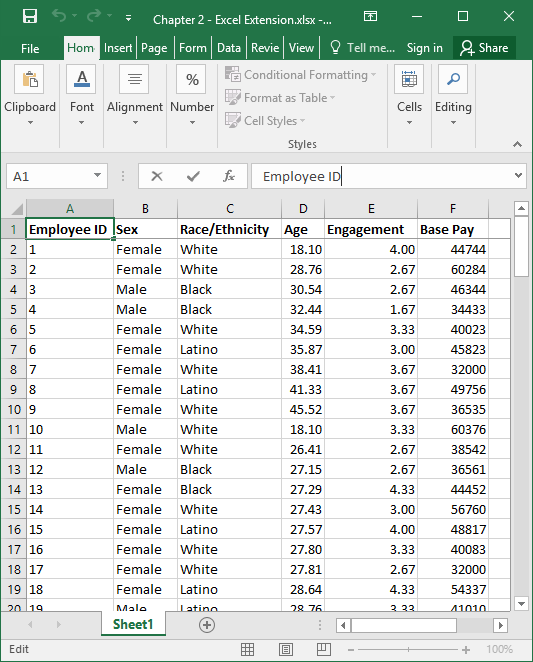 Chapter 2 - Excel Extension.xlsx -...
File Home Insert Page Form Data Revie View Tell me... Sign in Share
Clipboard Font Alignment Number Conditional Formatting Format as Table Cell Styles Styles Cells Editing
A1 fx Employee ID
A B C D E F
1 Employee ID Sex Race/Ethnicity Age Engagement Base Pay
2 1 Female White 18.10 4.00 44744
3 2 Female White 28.76 2.67 60284
4 3 Male Black 30.54 2.67 46344
5 4 Male Black 32.44 1.67 34433
6 5 Female White 34.59 3.33 40023
7 6 Female Latino 35.87 3.00 45823
8 7 Female White 38.41 3.67 32000
9 8 Female Latino 41.33 3.67 49756
10 9 Female White 45.52 3.67 36535
11 10 Male White 18.10 3.33 60376
12 11 Female White 26.41 2.67 38542
13 12 Male Black 27.15 2.67 36561
14 13 Female Black 27.29 4.33 44452
15 14 Female White 27.43 3.00 56760
16 15 Female Latino 27.57 4.00 48817
17 16 Female White 27.80 3.33 40083
18 17 Female White 27.81 2.67 32000
19 18 Female Latino 28.64 4.33 54337
20 19 Male Latino 28.76 3.33 41010
Sheet1
Edit 100%